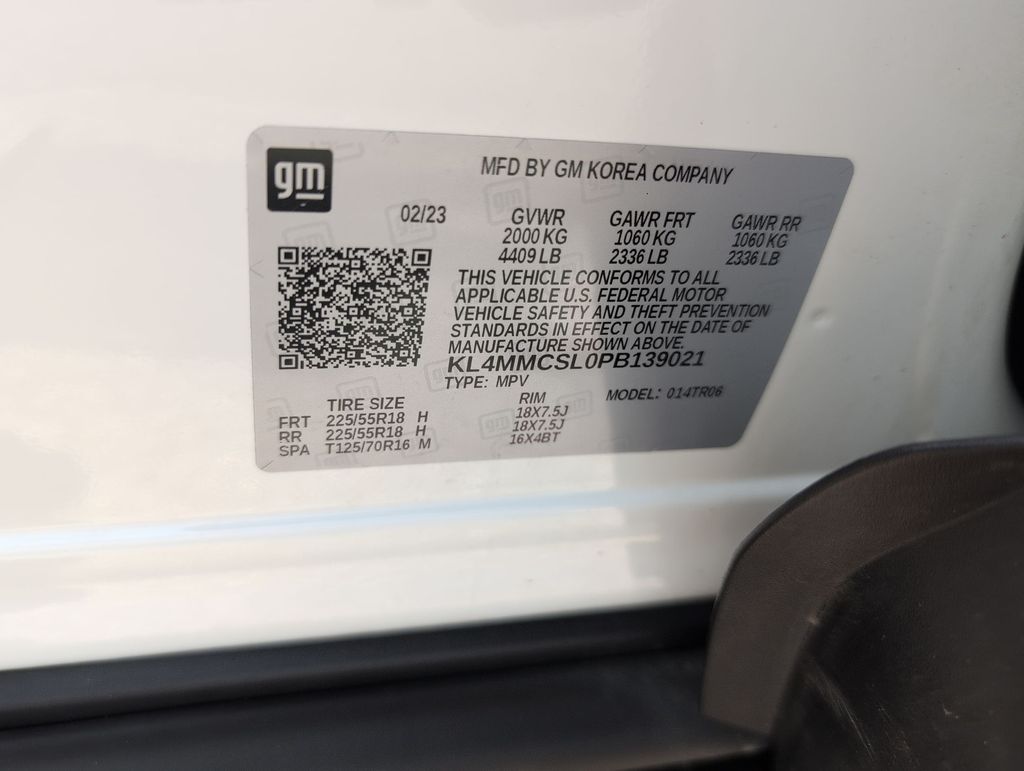 gm
MFD BY GM KOREA COMPANY
02/23 GVWR GAWR FRT GAWR RR
2000 KG 1060 KG 1060 KG
4409 LB 2336 LB 2336 LB
THIS VEHICLE CONFORMS TO ALL
APPLICABLE U.S. FEDERAL MOTOR
VEHICLE SAFETY AND THEFT PREVENTION
STANDARDS IN EFFECT ON THE DATE OF
MANUFACTURE SHOWN ABOVE.
KL4MMCSL0PB139021
TYPE: MPV MODEL: 014TR06
TIRE SIZE RIM
FRT 225/55R18 H 18X7.5J
RR 225/55R18 H 18X7.5J
SPA T125/70R16 M 16X4BT